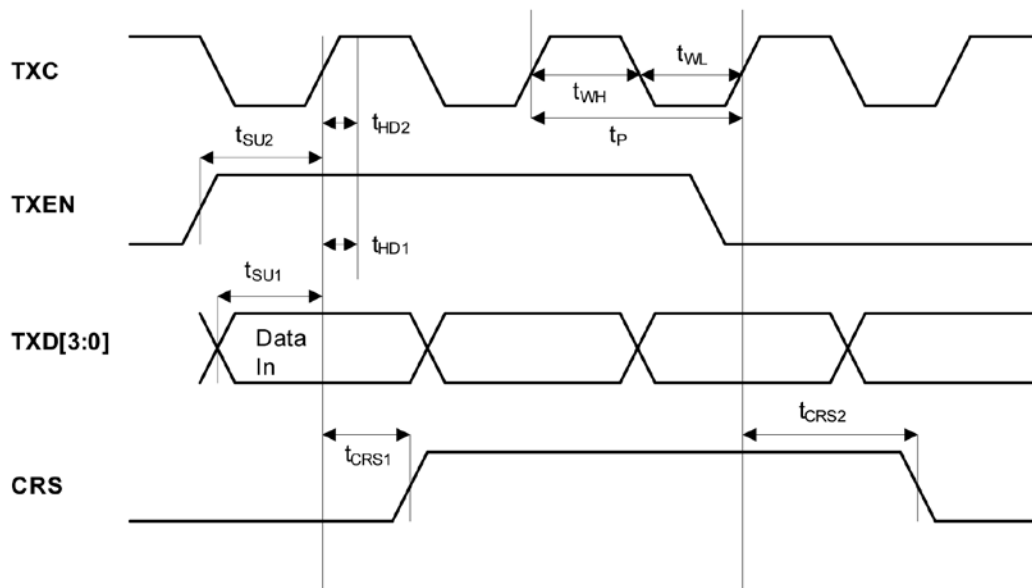 TXC
tWL
tWH
tHD2
tP
tSU2
TXEN
tHD1
tSU1
TXD[3:0]
Data
In
tCRS2
tCRS1
CRS